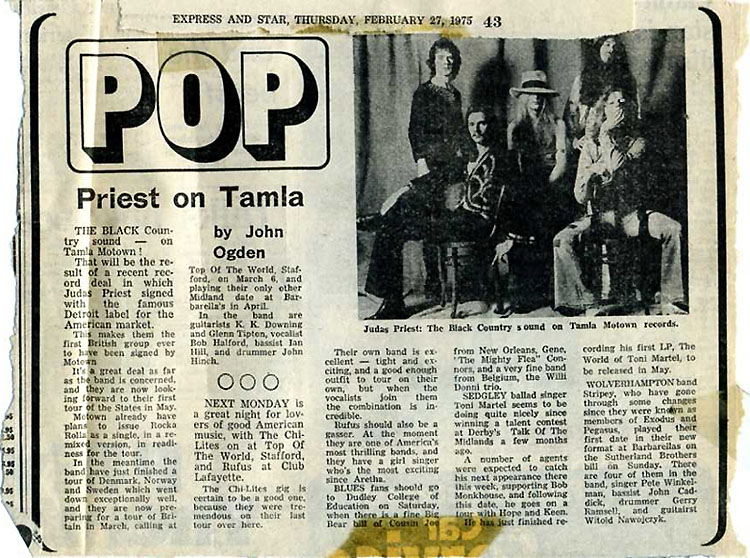 EXPRESS AND STAR, THURSDAY, FEBRUARY 27, 1975 43
POP
Priest on Tamla
THE BLACK Coun-
try sound — on
Tamla Motown!
That will be the re-
sult of a recent rec-
ord deal in which
Judas Priest signed
with the famous
Detroit label for the
American market.
This makes them the
first British group ever
to have been signed by
Motown
It's a great deal as far
as the band is concerned,
and they are now look-
ing forward to their first
tour of the States in May.
Motown already have
plans to issue Rocka
Rolla as a single, in a re-
mixed version, in readi-
ness for the tour.
In the meantime the
band have just finished a
tour of Denmark, Norway
and Sweden which went
down exceptionally well,
and they are now pre-
paring for a tour of Bri-
tain in March, calling at
by John
Ogden
Top Of The World, Staf-
ford, on March 6, and
playing their only other
Midland date at Bar-
barella's in April.
In the band are
guitarists K. K. Downing
and Glenn Tipton, vocalist
Bob Halford, bassist Ian
Hill, and drummer John
Hinch.
NEXT MONDAY is
a great night for lov-
ers of good American
music, with The Chi-
Lites on at Top Of
The World, Stafford,
and Rufus at Club
Lafayette.
The Chi-Lites gig is
certain to be a good one,
because they were tre-
mendous on their last
tour over here.
Judas Priest: The Black Country sound on Tamla Motown records.
Their own band is ex-
cellent — tight and ex-
citing, and a good enough
outfit to tour on their
own, but when the
vocalists join them
the combination is in-
credible.
Rufus should also be a
gasser. At the moment
they are one of America's
most thrilling bands, and
they have a girl singer
who's the most exciting
since Aretha.
BLUES fans should go
to Dudley College of
Education on Saturday,
when there is a fine Big
Bear bill of Cousin Joe
from New Orleans, Gene,
"The Mighty Flea" Con-
nors, and a very fine band
from Belgium, the Willi
Donni trio.
SEDGLEY ballad singer
Toni Martel seems to be
doing quite nicely since
winning a talent contest
at Derby's Talk Of The
Midlands a few months
ago.
A number of agents
were expected to catch
his next appearance there
this week, supporting Bob
Monkhouse, and following
this date, he goes on a
tour with Hope and Keen.
He has just finished re-
cording his first LP, The
World of Toni Martel, to
be released in May.
WOLVERHAMPTON band
Stripey, who have gone
through some changes
since they were known as
members of Exodus and
Pegasus, played their
first date in their new
format at Barbarellas on
the Sutherland Brothers
bill on Sunday. There
are four of them in the
band, singer Pete Winkel-
man, bassist John Cad-
dick, drummer Gerry
Ramsell, and guitairst
Witold Nawojczyk.